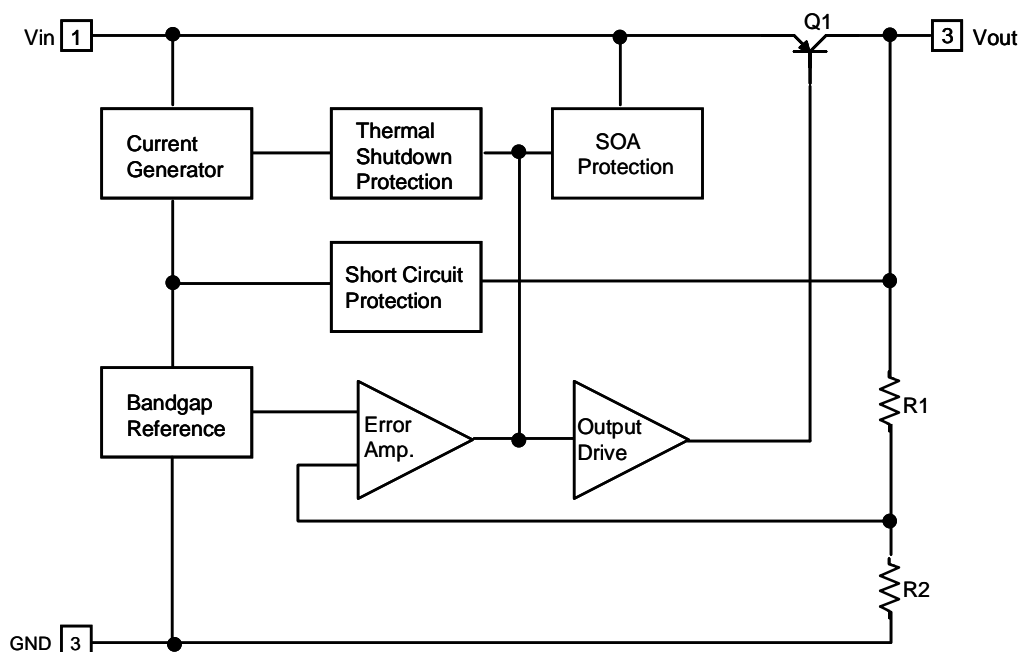 Q1
Vin 1
3 Vout
Current
Generator
Thermal
Shutdown
Protection
SOA
Protection
Short Circuit
Protection
Bandgap
Reference
Error
Amp.
Output
Drive
R1
R2
GND 3